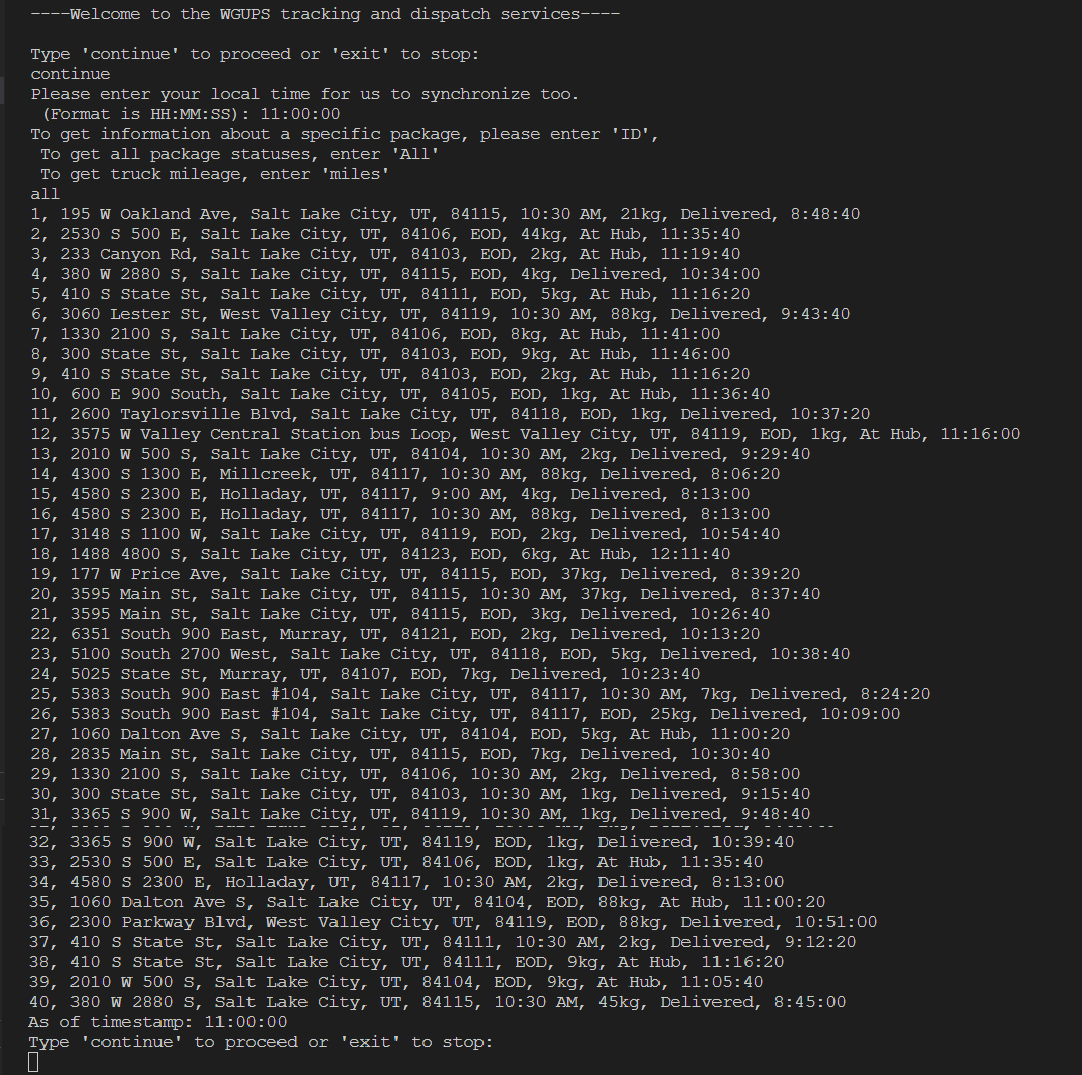 ----Welcome to the WGUPS tracking and dispatch services----
Type 'continue' to proceed or 'exit' to stop:
continue
Please enter your local time for us to synchronize too.
(Format is HH:MM:SS): 11:00:00
To get information about a specific package, please enter 'ID',
To get all package statuses, enter 'All'
To get truck mileage, enter 'miles'
all
1, 195 W Oakland Ave, Salt Lake City, UT, 84115, 10:30 AM, 21kg, Delivered, 8:48:40
2, 2530 S 500 E, Salt Lake City, UT, 84106, EOD, 44kg, At Hub, 11:35:40
3, 233 Canyon Rd, Salt Lake City, UT, 84103, EOD, 2kg, At Hub, 11:19:40
4, 380 W 2880 S, Salt Lake City, UT, 84115, EOD, 4kg, Delivered, 10:34:00
5, 410 S State St, Salt Lake City, UT, 84111, EOD, 5kg, At Hub, 11:16:20
6, 3060 Lester St, West Valley City, UT, 84119, 10:30 AM, 88kg, Delivered, 9:43:40
7, 1330 2100 S, Salt Lake City, UT, 84106, EOD, 8kg, At Hub, 11:41:00
8, 300 State St, Salt Lake City, UT, 84103, EOD, 9kg, At Hub, 11:46:00
9, 410 S State St, Salt Lake City, UT, 84103, EOD, 2kg, At Hub, 11:16:20
10, 600 E 900 South, Salt Lake City, UT, 84105, EOD, 1kg, At Hub, 11:36:40
11, 2600 Taylorsville Blvd, Salt Lake City, UT, 84118, EOD, 1kg, Delivered, 10:37:20
12, 3575 W Valley Central Station bus Loop, West Valley City, UT, 84119, EOD, 1kg, At Hub, 11:16:00
13, 2010 W 500 S, Salt Lake City, UT, 84104, 10:30 AM, 2kg, Delivered, 9:29:40
14, 4300 S 1300 E, Millcreek, UT, 84117, 10:30 AM, 88kg, Delivered, 8:06:20
15, 4580 S 2300 E, Holladay, UT, 84117, 9:00 AM, 4kg, Delivered, 8:13:00
16, 4580 S 2300 E, Holladay, UT, 84117, 10:30 AM, 88kg, Delivered, 8:13:00
17, 3148 S 1100 W, Salt Lake City, UT, 84119, EOD, 2kg, Delivered, 10:54:40
18, 1488 4800 S, Salt Lake City, UT, 84123, EOD, 6kg, At Hub, 12:11:40
19, 177 W Price Ave, Salt Lake City, UT, 84115, EOD, 37kg, Delivered, 8:39:20
20, 3595 Main St, Salt Lake City, UT, 84115, 10:30 AM, 37kg, Delivered, 8:37:40
21, 3595 Main St, Salt Lake City, UT, 84115, EOD, 3kg, Delivered, 10:26:40
22, 6351 South 900 East, Murray, UT, 84121, EOD, 2kg, Delivered, 10:13:20
23, 5100 South 2700 West, Salt Lake City, UT, 84118, EOD, 5kg, Delivered, 10:38:40
24, 5025 State St, Murray, UT, 84107, EOD, 7kg, Delivered, 10:23:40
25, 5383 South 900 East #104, Salt Lake City, UT, 84117, 10:30 AM, 7kg, Delivered, 8:24:20
26, 5383 South 900 East #104, Salt Lake City, UT, 84117, EOD, 25kg, Delivered, 10:09:00
27, 1060 Dalton Ave S, Salt Lake City, UT, 84104, EOD, 5kg, At Hub, 11:00:20
28, 2835 Main St, Salt Lake City, UT, 84115, EOD, 7kg, Delivered, 10:30:40
29, 1330 2100 S, Salt Lake City, UT, 84106, 10:30 AM, 2kg, Delivered, 8:58:00
30, 300 State St, Salt Lake City, UT, 84103, 10:30 AM, 1kg, Delivered, 9:15:40
31, 3365 S 900 W, Salt Lake City, UT, 84119, 10:30 AM, 1kg, Delivered, 9:48:40
32, 3365 S 900 W, Salt Lake City, UT, 84119, EOD, 1kg, Delivered, 10:39:40
33, 2530 S 500 E, Salt Lake City, UT, 84106, EOD, 1kg, At Hub, 11:35:40
34, 4580 S 2300 E, Holladay, UT, 84117, 10:30 AM, 2kg, Delivered, 8:13:00
35, 1060 Dalton Ave S, Salt Lake City, UT, 84104, EOD, 88kg, At Hub, 11:00:20
36, 2300 Parkway Blvd, West Valley City, UT, 84119, EOD, 88kg, Delivered, 10:51:00
37, 410 S State St, Salt Lake City, UT, 84111, 10:30 AM, 2kg, Delivered, 9:12:20
38, 410 S State St, Salt Lake City, UT, 84111, EOD, 9kg, At Hub, 11:16:20
39, 2010 W 500 S, Salt Lake City, UT, 84104, EOD, 9kg, At Hub, 11:05:40
40, 380 W 2880 S, Salt Lake City, UT, 84115, 10:30 AM, 45kg, Delivered, 8:45:00
As of timestamp: 11:00:00
Type 'continue' to proceed or 'exit' to stop: